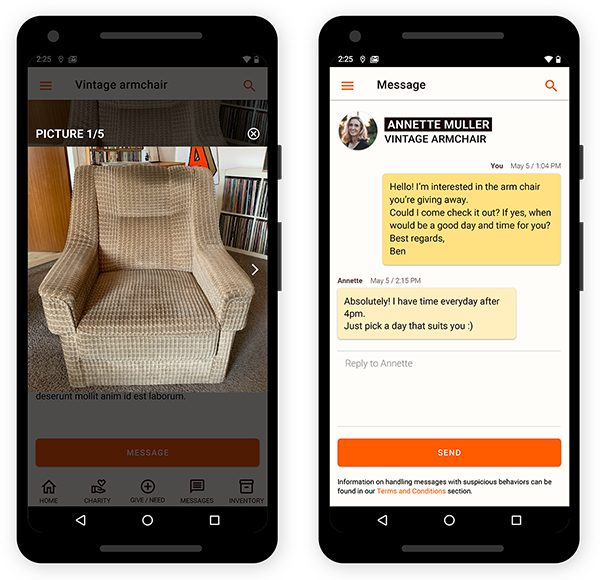 2:25
Vintage armchair
PICTURE 1/5
deserunt mollit anim id est laborum.
MESSAGE
HOME
CHARITY
GIVE / NEED
MESSAGES
INVENTORY
2:25
Message
ANNETTE MULLER
VINTAGE ARMCHAIR
You May 5 / 1:04 PM
Hello! I'm interested in the arm chair
you're giving away.
Could I come check it out? If yes, when
would be a good day and time for you?
Best regards,
Ben
Annette May 5 / 2:15 PM
Absolutely! I have time everyday after
4pm.
Just pick a day that suits you :)
Reply to Annette
SEND
Information on handling messages with suspicious behaviors can be
found in our Terms and Conditions section.